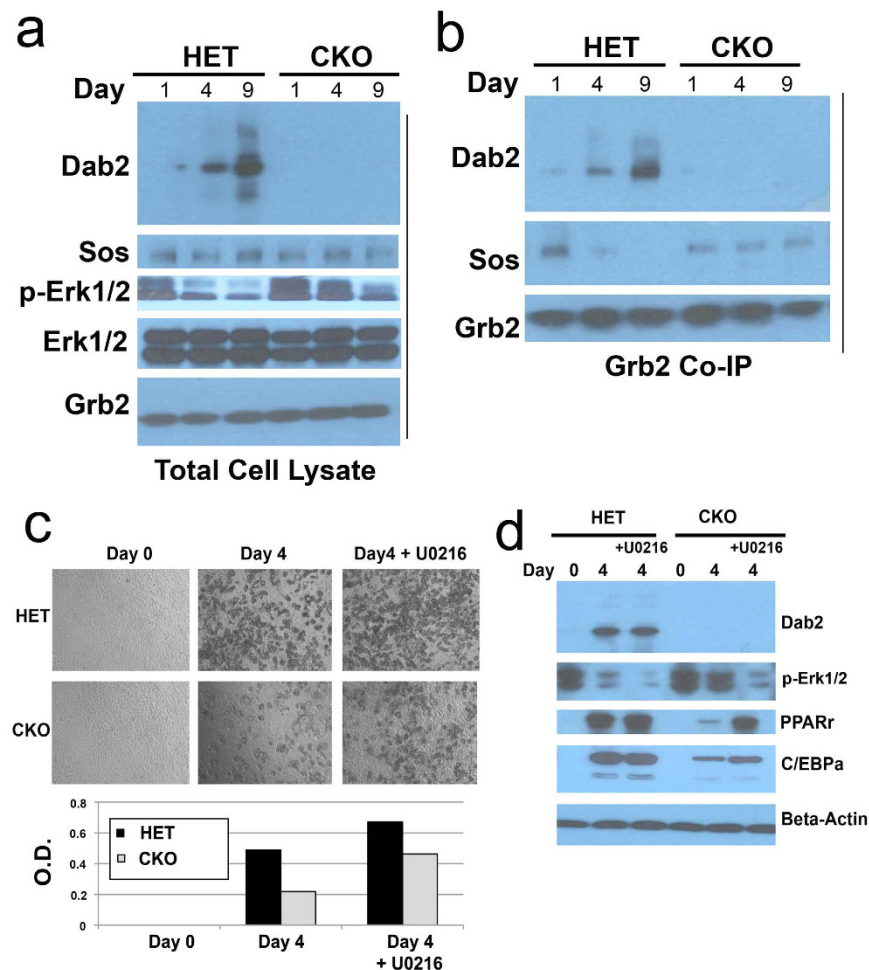 a
HET CKO
Day 1 4 9 1 4 9
Dab2
Sos
p-Erk1/2
Erk1/2
Grb2
Total Cell Lysate
b
HET CKO
Day 1 4 9 1 4 9
Dab2
Sos
Grb2
Grb2 Co-IP
c
Day 0 Day 4 Day4 + U0216
HET
CKO
0.8
0.6
0.4
0.2
0
O.D.
HET
CKO
Day 0 Day 4 Day 4
+ U0216
d
HET CKO
+U0216 +U0216
Day 0 4 4 0 4 4
Dab2
p-Erk1/2
PPARr
C/EBPa
Beta-Actin